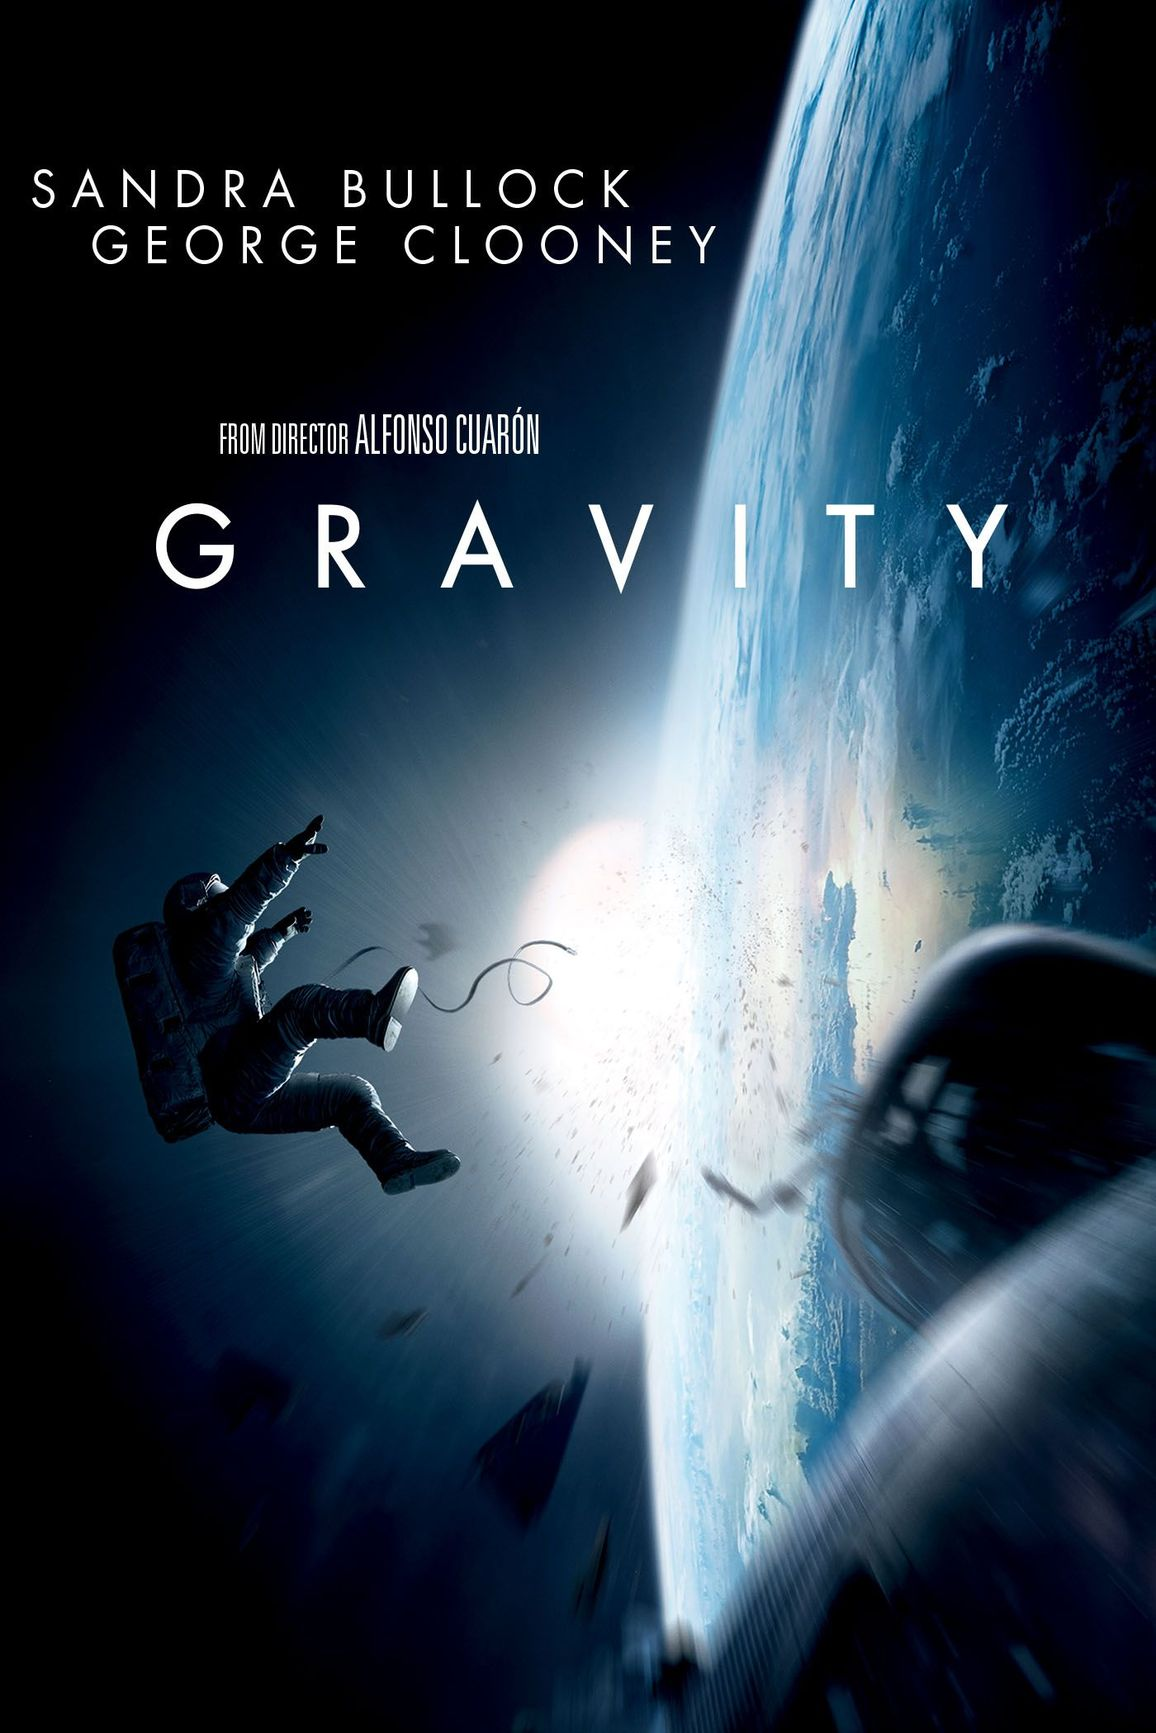 SANDRA BULLOCK
GEORGE CLOONEY
FROM DIRECTOR ALFONSO CUARÓN
GRAVITY